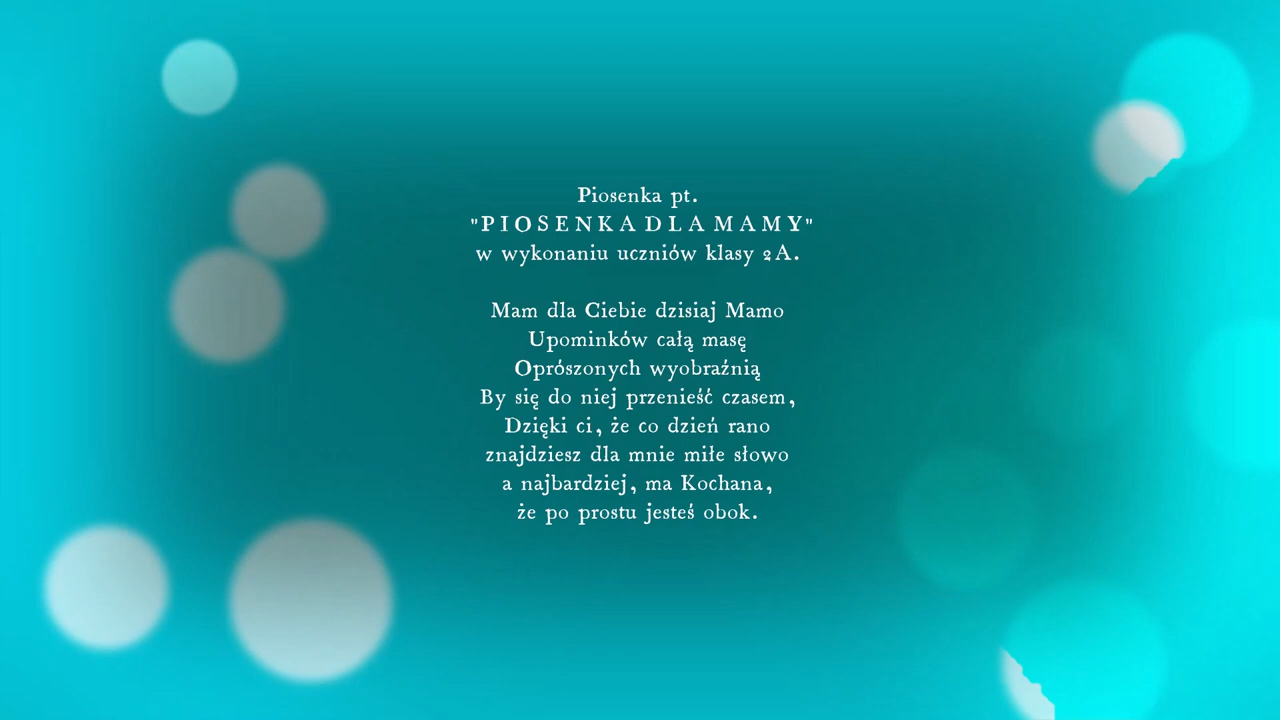 Piosenka pt.
"PIOSENKA DLA MAMY"
w wykonaniu uczniów klasy 2A.
Mam dla Ciebie dzisiaj Mamo
Upominków całą masę
Oprószonych wyobraźnią
By się do niej przenieść czasem,
Dzięki ci, że co dzień rano
znajdziesz dla mnie miłe słowo
a najbardziej, ma Kochana,
że po prostu jesteś obok.